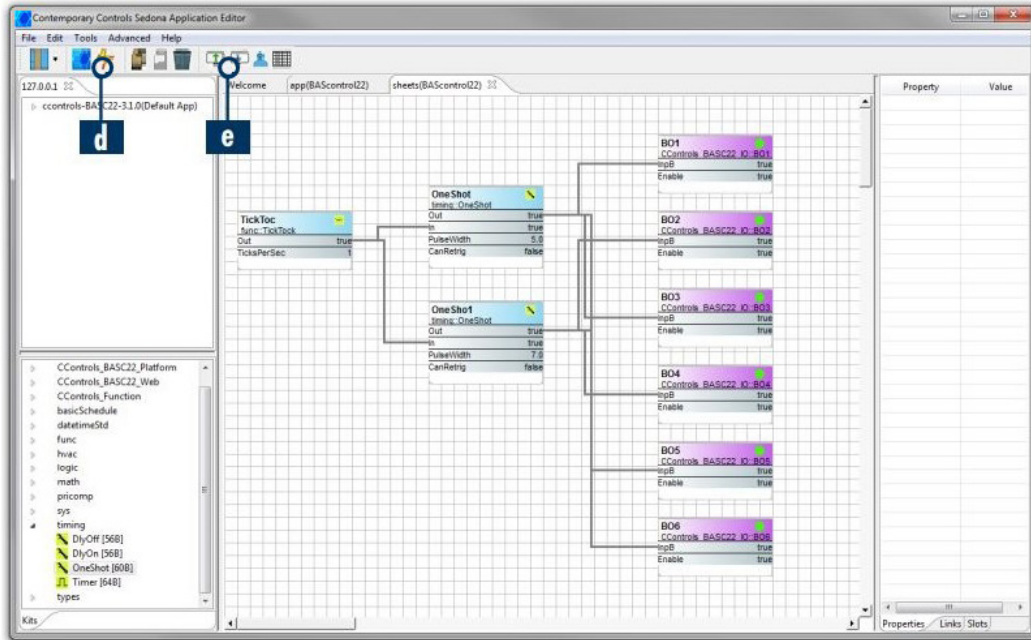 Contemporary Controls Sedona Application Editor
File Edit Tools Advanced Help
d
e
127.0.0.1
Welcome
app(BAScontrol22)
sheets(BAScontrol22)
Property Value
ccontrols-BASC22-3.1.0(Default App)
TickToc
func::TickTock
Out true
TicksPerSec 1
OneShot
timing::OneShot
Out true
In true
PulseWidth 5.0
CanRetrig false
OneSho1
timing::OneShot
Out true
In true
PulseWidth 7.0
CanRetrig false
BO1
CControls_BASC22_IO::BO1
InpB true
Enable true
BO2
CControls_BASC22_IO::BO2
InpB true
Enable true
BO3
CControls_BASC22_IO::BO3
InpB true
Enable true
BO4
CControls_BASC22_IO::BO4
InpB true
Enable true
BO5
CControls_BASC22_IO::BO5
InpB true
Enable true
BO6
CControls_BASC22_IO::BO6
InpB true
Enable true
CControls_BASC22_Platform
CControls_BASC22_Web
CControls_Function
basicSchedule
datetimeStd
func
hvac
logic
math
pricomp
sys
timing
DlyOff [56B]
DlyOn [56B]
OneShot [60B]
Timer [64B]
types
Kits
Properties Links Slots